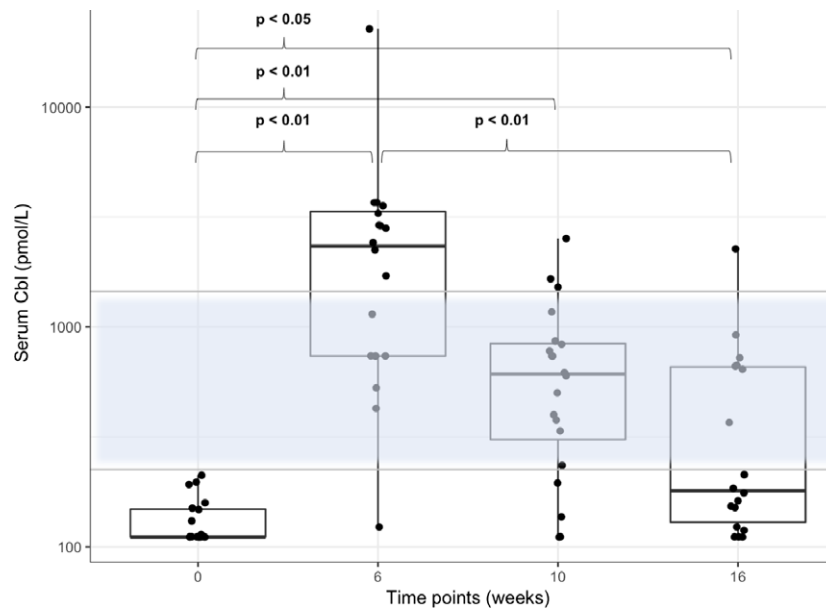 p < 0.05
p < 0.01
p < 0.01
p < 0.01
10000
1000
100
Serum Cbl (pmol/L)
0
6
10
16
Time points (weeks)